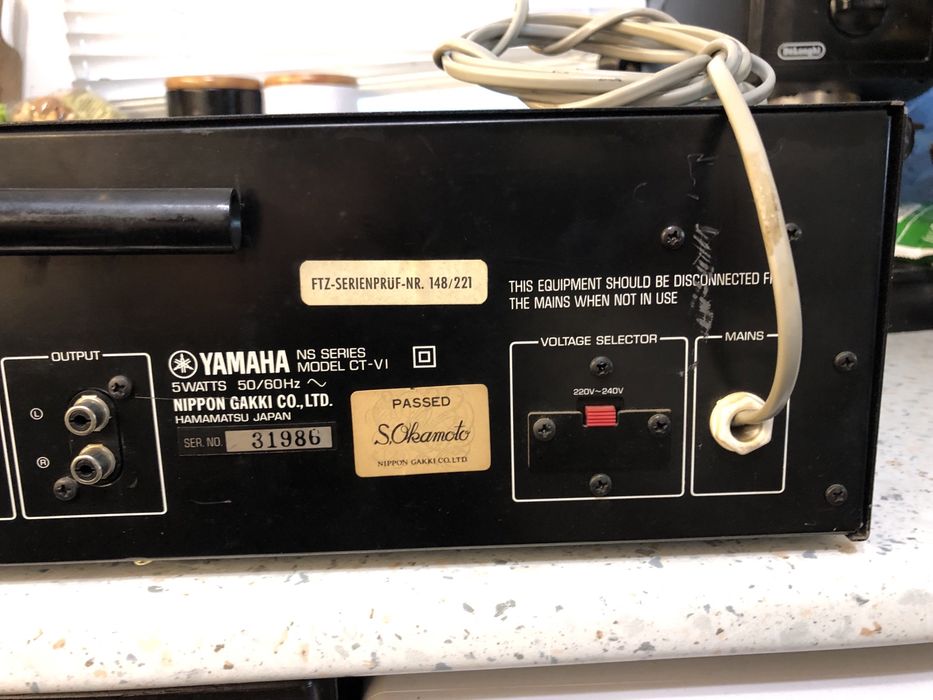 DeLonghi
FTZ-SERIENPRÜF-NR. 148/221
THIS EQUIPMENT SHOULD BE DISCONNECTED
THE MAINS WHEN NOT IN USE
OUTPUT
L
R
YAMAHA NS SERIES
MODEL CT-V1
5WATTS 50/60Hz ~
NIPPON GAKKI CO., LTD.
HAMAMATSU JAPAN
SER. NO. 31986
PASSED
S.Okamoto
NIPPON GAKKI CO.LTD.
VOLTAGE SELECTOR
220V~240V
MAINS